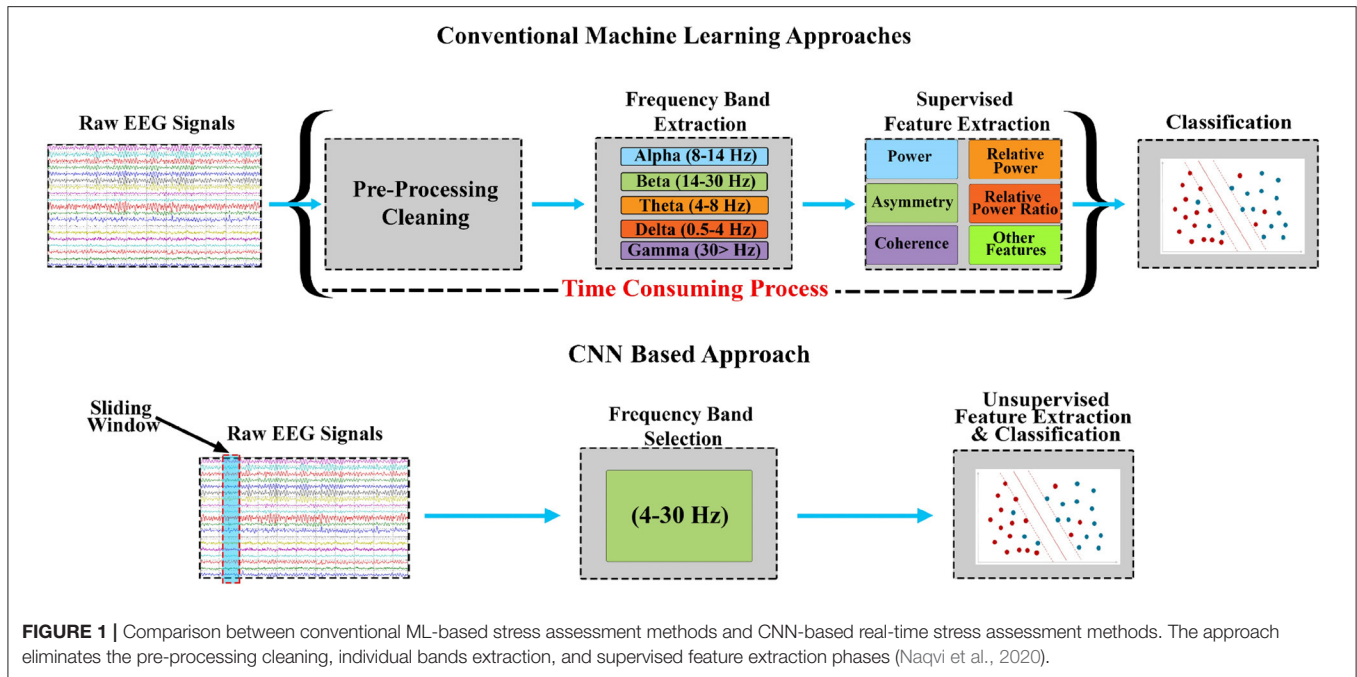 Conventional Machine Learning Approaches
Raw EEG Signals
Pre-Processing
Cleaning
Frequency Band
Extraction
Alpha (8-14 Hz)
Beta (14-30 Hz)
Theta (4-8 Hz)
Delta (0.5-4 Hz)
Gamma (30> Hz)
Supervised
Feature Extraction
Power
Relative
Power
Asymmetry
Relative
Power Ratio
Coherence
Other
Features
Classification
Time Consuming Process
CNN Based Approach
Sliding
Window
Raw EEG Signals
Frequency Band
Selection
(4-30 Hz)
Unsupervised
Feature Extraction
& Classification
FIGURE 1 | Comparison between conventional ML-based stress assessment methods and CNN-based real-time stress assessment methods. The approach
eliminates the pre-processing cleaning, individual bands extraction, and supervised feature extraction phases (Naqvi et al., 2020).